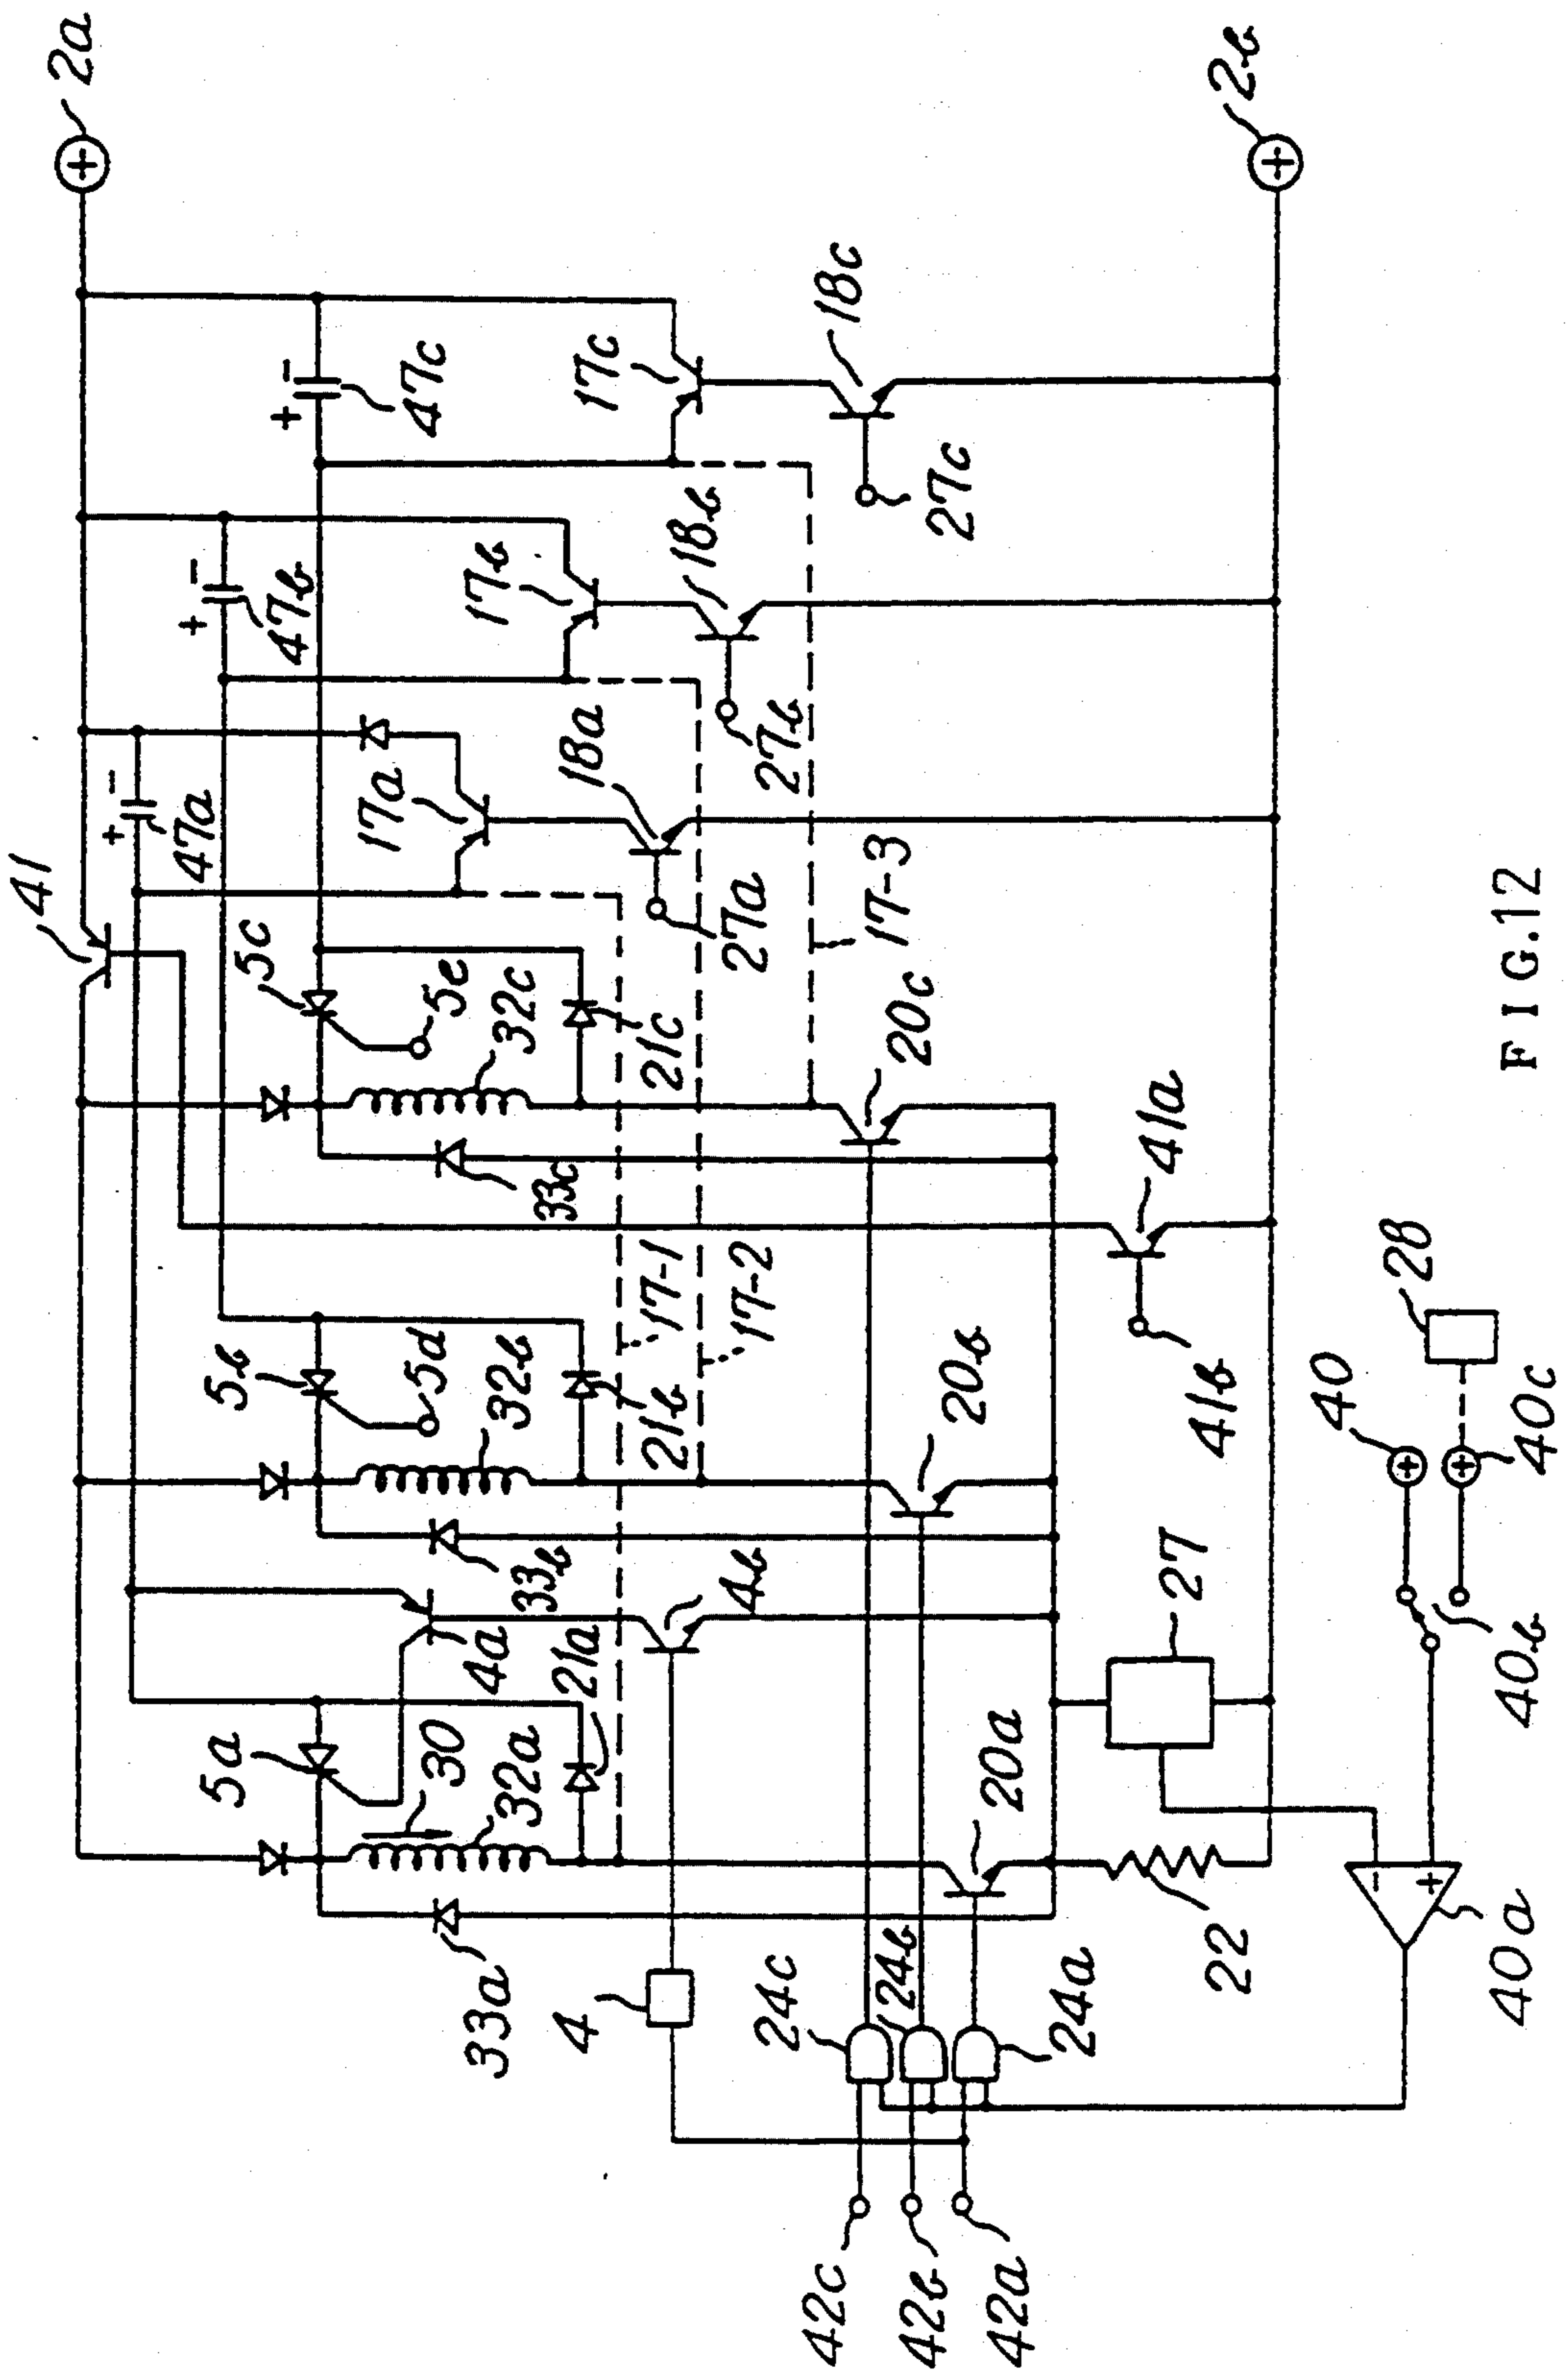 2a
41
47a
+ −
47b
+ −
47c
+ −
5a
30
32a
4a
21a
33b
4b
5b
5d
32b
21b
17-1
17-2
33c
5c
5e
32c
21c
17a
18a
27a
17b
18b
27b
17c
18c
27c
17-3
20c
41a
41b
20b
20a
27
22
33a
4
24c
24b
24a
42c
42b
42a
40a
− +
40b
40
40c
28
2b
FIG.12